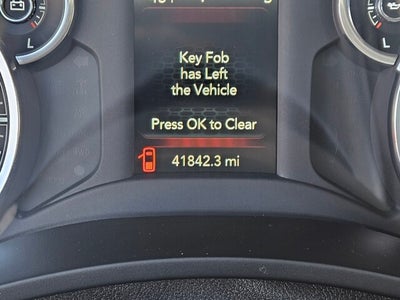 Key Fob
has Left
the Vehicle
Press OK to Clear
41842.3 mi
L
L